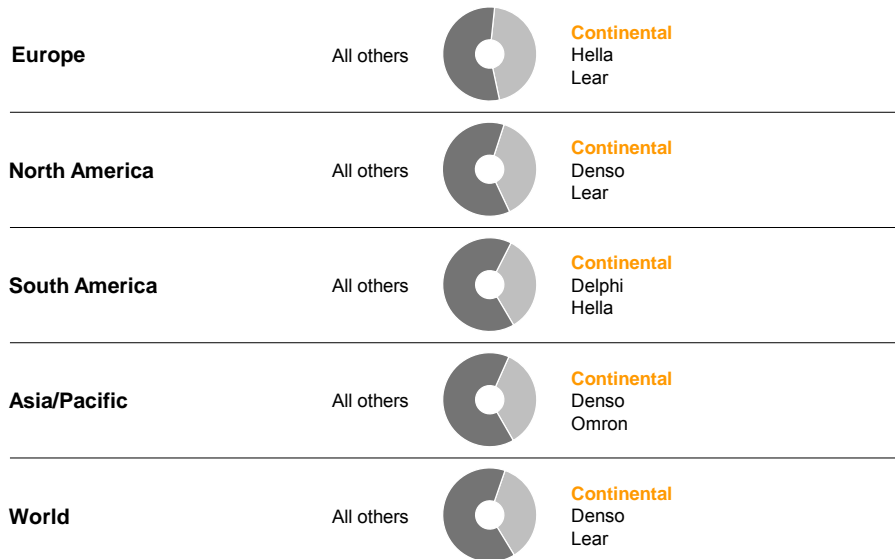 Europe
All others
Continental
Hella
Lear
North America
All others
Continental
Denso
Lear
South America
All others
Continental
Delphi
Hella
Asia/Pacific
All others
Continental
Denso
Omron
World
All others
Continental
Denso
Lear